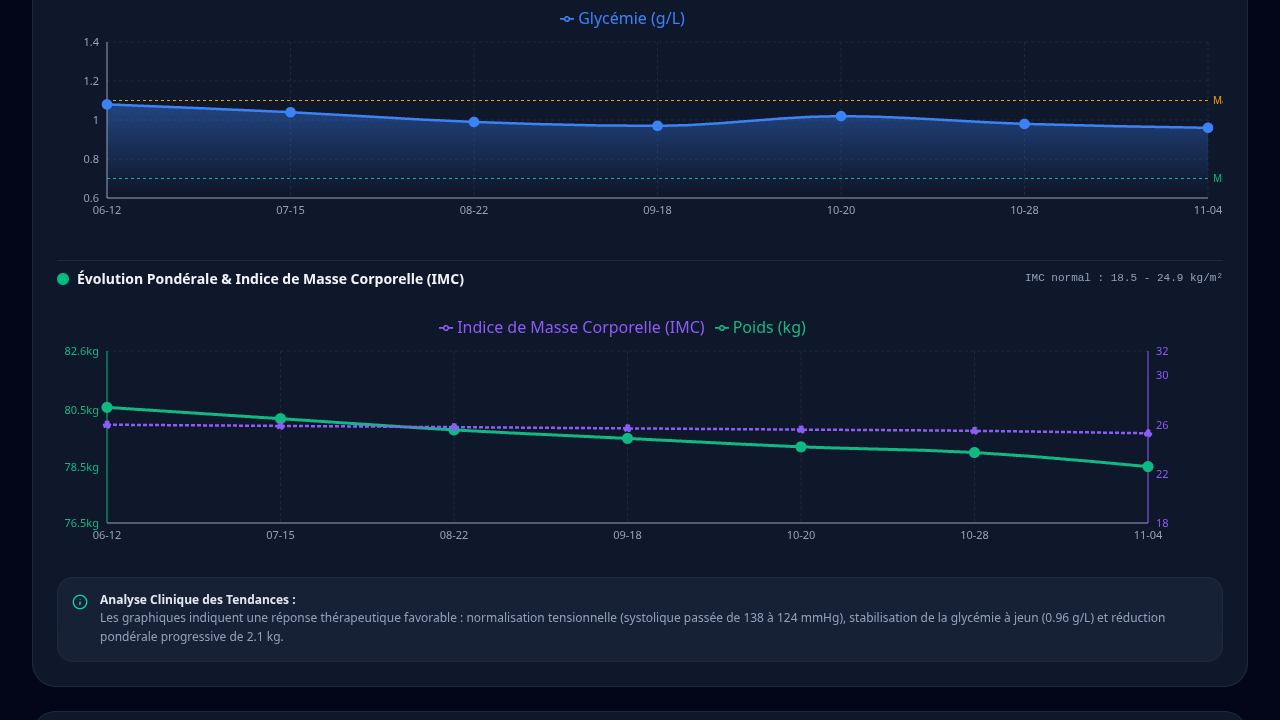 Glycémie (g/L)
1.4
1.2
1
0.8
0.6
M
M
06-12 07-15 08-22 09-18 10-20 10-28 11-04
Évolution Pondérale & Indice de Masse Corporelle (IMC)
IMC normal : 18.5 - 24.9 kg/m²
Indice de Masse Corporelle (IMC) Poids (kg)
82.6kg
80.5kg
78.5kg
76.5kg
32
30
26
22
18
06-12 07-15 08-22 09-18 10-20 10-28 11-04
Analyse Clinique des Tendances :
Les graphiques indiquent une réponse thérapeutique favorable : normalisation tensionnelle (systolique passée de 138 à 124 mmHg), stabilisation de la glycémie à jeun (0.96 g/L) et réduction
pondérale progressive de 2.1 kg.